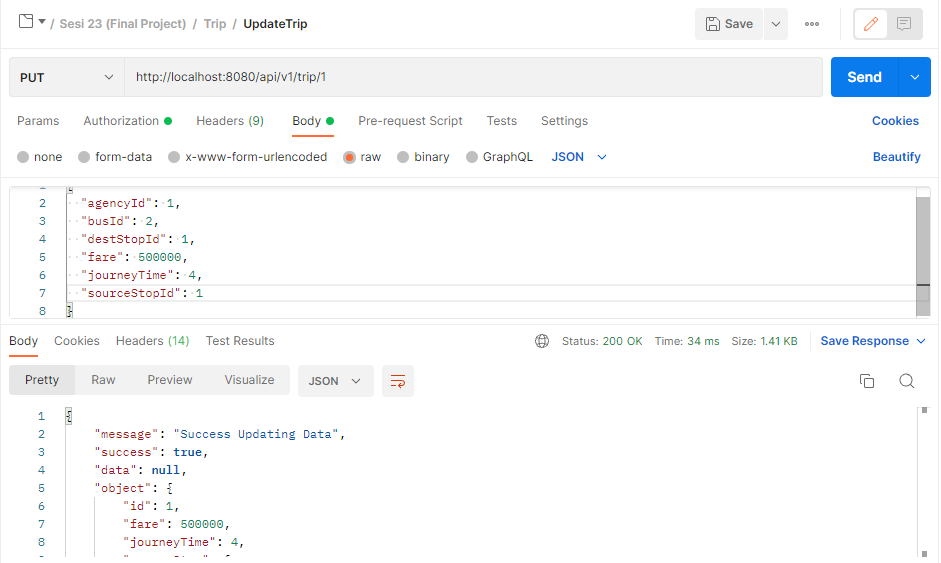 / Sesi 23 (Final Project) / Trip / UpdateTrip
Save
PUT
http://localhost:8080/api/v1/trip/1
Send
Params Authorization Headers (9) Body Pre-request Script Tests Settings Cookies
none form-data x-www-form-urlencoded raw binary GraphQL JSON Beautify
2 "agencyId": 1,
3 "busId": 2,
4 "destStopId": 1,
5 "fare": 500000,
6 "journeyTime": 4,
7 "sourceStopId": 1
8 }
Body Cookies Headers (14) Test Results Status: 200 OK Time: 34 ms Size: 1.41 KB Save Response
Pretty Raw Preview Visualize JSON
1 {
2 "message": "Success Updating Data",
3 "success": true,
4 "data": null,
5 "object": {
6 "id": 1,
7 "fare": 500000,
8 "journeyTime": 4,